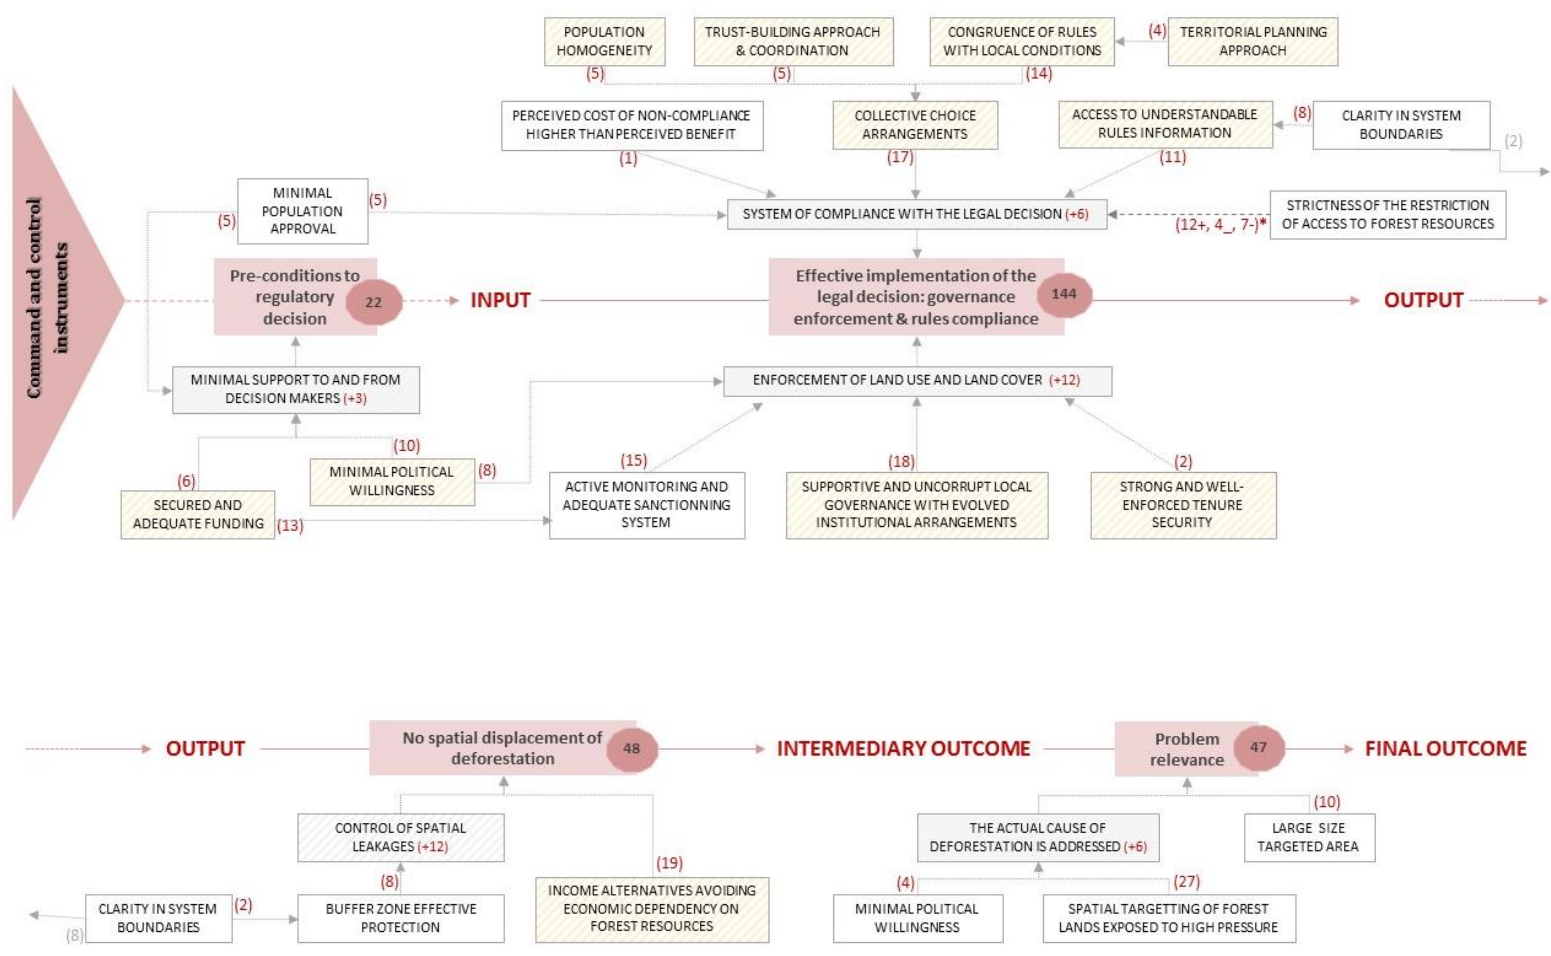 POPULATION
HOMOGENEITY
(5)
TRUST-BUILDING APPROACH
& COORDINATION
(5)
CONGRUENCE OF RULES
WITH LOCAL CONDITIONS
(14)
(4)
TERRITORIAL PLANNING
APPROACH
PERCEIVED COST OF NON-COMPLIANCE
HIGHER THAN PERCEIVED BENEFIT
(1)
COLLECTIVE CHOICE
ARRANGEMENTS
(17)
ACCESS TO UNDERSTANDABLE
RULES INFORMATION
(11)
(8)
CLARITY IN SYSTEM
BOUNDARIES
(2)
MINIMAL
POPULATION
APPROVAL
(5)
(5)
SYSTEM OF COMPLIANCE WITH THE LEGAL DECISION (+6)
(12+, 4_, 7-)*
STRICTNESS OF THE RESTRICTION
OF ACCESS TO FOREST RESOURCES
Command and control
instruments
Pre-conditions to
regulatory
decision
22
INPUT
Effective implementation of the
legal decision: governance
enforcement & rules compliance
144
OUTPUT
MINIMAL SUPPORT TO AND FROM
DECISION MAKERS (+3)
ENFORCEMENT OF LAND USE AND LAND COVER (+12)
(6)
SECURED AND
ADEQUATE FUNDING
(13)
(10)
MINIMAL POLITICAL
WILLINGNESS
(8)
(15)
ACTIVE MONITORING AND
ADEQUATE SANCTIONNING
SYSTEM
(18)
SUPPORTIVE AND UNCORRUPT LOCAL
GOVERNANCE WITH EVOLVED
INSTITUTIONAL ARRANGEMENTS
(2)
STRONG AND WELL-
ENFORCED TENURE
SECURITY
OUTPUT
No spatial displacement of
deforestation
48
INTERMEDIARY OUTCOME
Problem
relevance
47
FINAL OUTCOME
CONTROL OF SPATIAL
LEAKAGES (+12)
(8)
(19)
CLARITY IN SYSTEM
BOUNDARIES
(8)
(2)
BUFFER ZONE EFFECTIVE
PROTECTION
INCOME ALTERNATIVES AVOIDING
ECONOMIC DEPENDENCY ON
FOREST RESOURCES
THE ACTUAL CAUSE OF
DEFORESTATION IS ADDRESSED (+6)
(10)
LARGE SIZE
TARGETED AREA
(4)
MINIMAL POLITICAL
WILLINGNESS
(27)
SPATIAL TARGETTING OF FOREST
LANDS EXPOSED TO HIGH PRESSURE